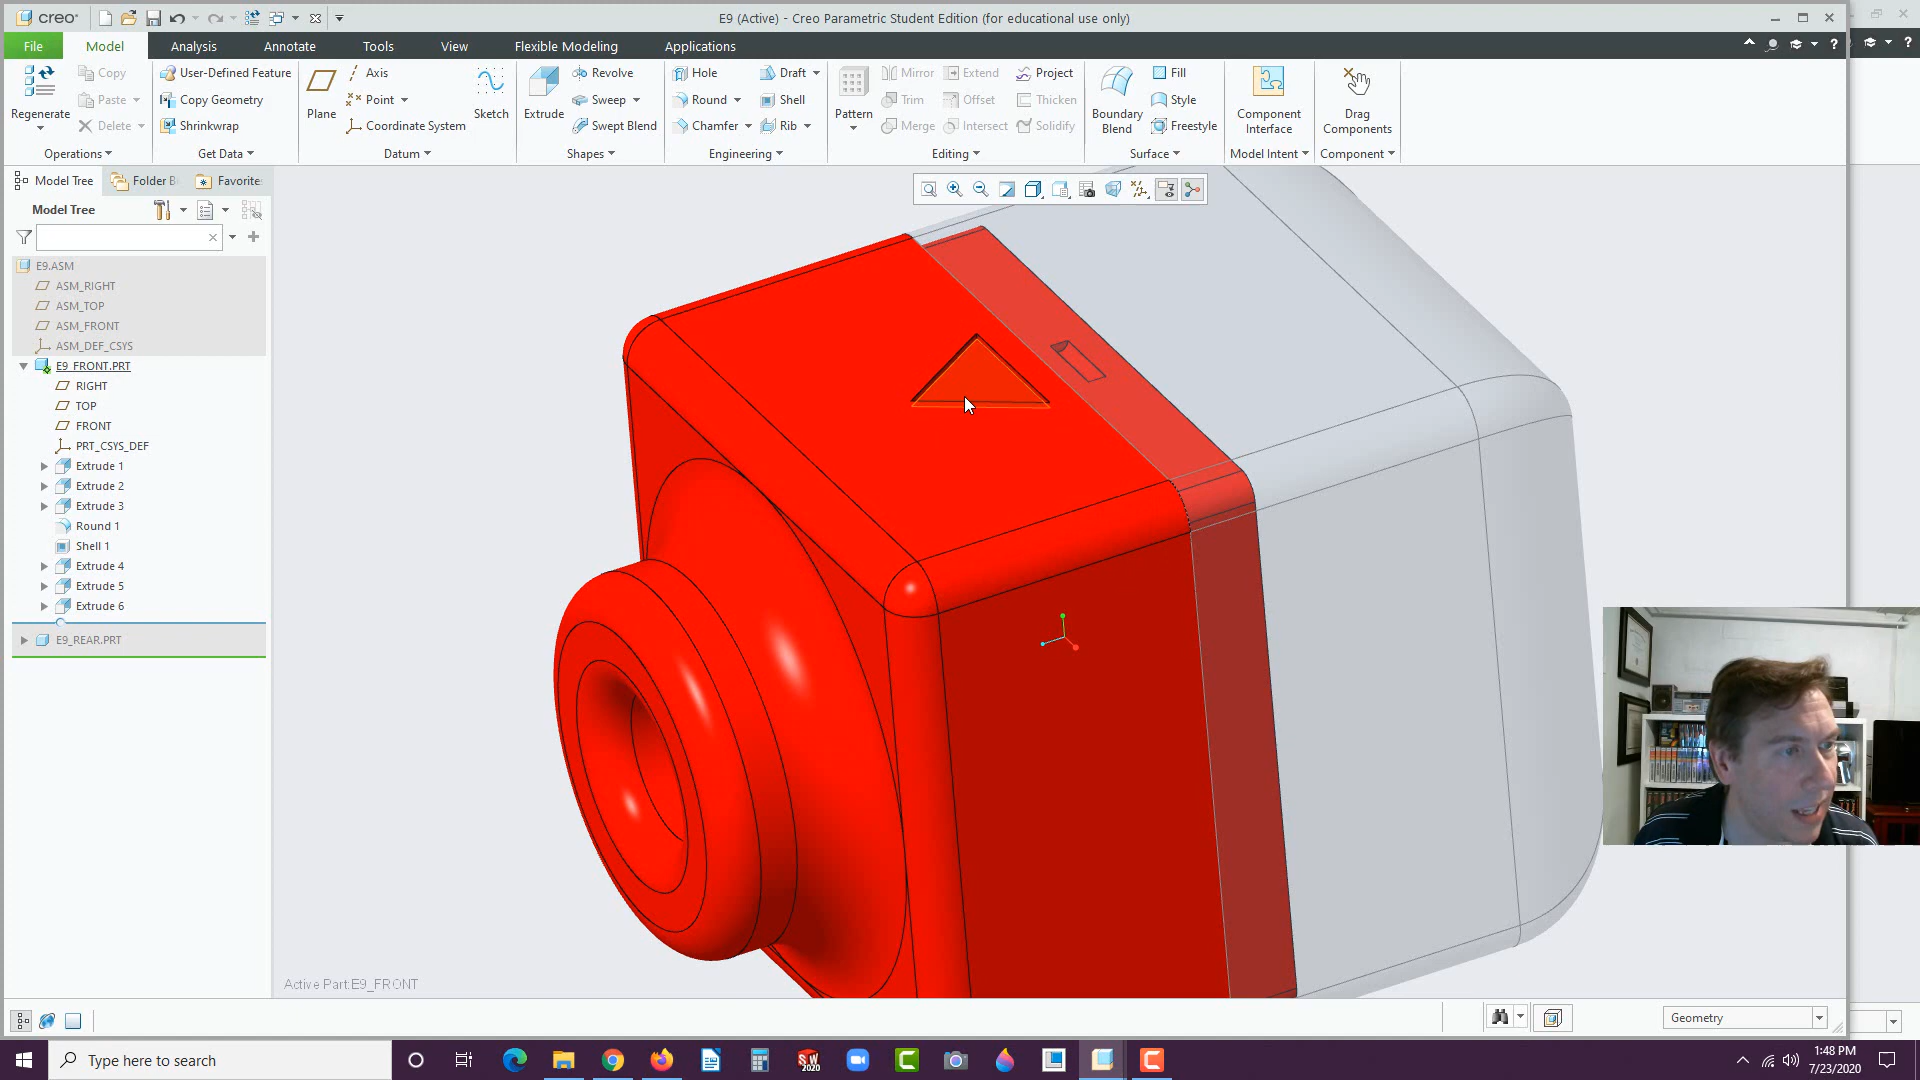 creo
E9 (Active) - Creo Parametric Student Edition (for educational use only)
File Model Analysis Annotate Tools View Flexible Modeling Applications
Regenerate
Copy
Paste
Delete
Operations
User-Defined Feature
Copy Geometry
Shrinkwrap
Get Data
Plane
Axis
Point
Coordinate System
Sketch
Datum
Extrude
Revolve
Sweep
Swept Blend
Shapes
Hole
Round
Chamfer
Draft
Shell
Rib
Engineering
Pattern
Mirror
Trim
Merge
Extend
Offset
Intersect
Project
Thicken
Solidify
Editing
Boundary
Blend
Fill
Style
Freestyle
Surface
Component
Interface
Model Intent
Drag
Components
Component
Model Tree Folder B Favorite
Model Tree
E9.ASM
ASM_RIGHT
ASM_TOP
ASM_FRONT
ASM_DEF_CSYS
E9_FRONT.PRT
RIGHT
TOP
FRONT
PRT_CSYS_DEF
Extrude 1
Extrude 2
Extrude 3
Round 1
Shell 1
Extrude 4
Extrude 5
Extrude 6
E9_REAR.PRT
Active Part:E9_FRONT
Geometry
Type here to search
SW
2020
1:48 PM
7/23/2020